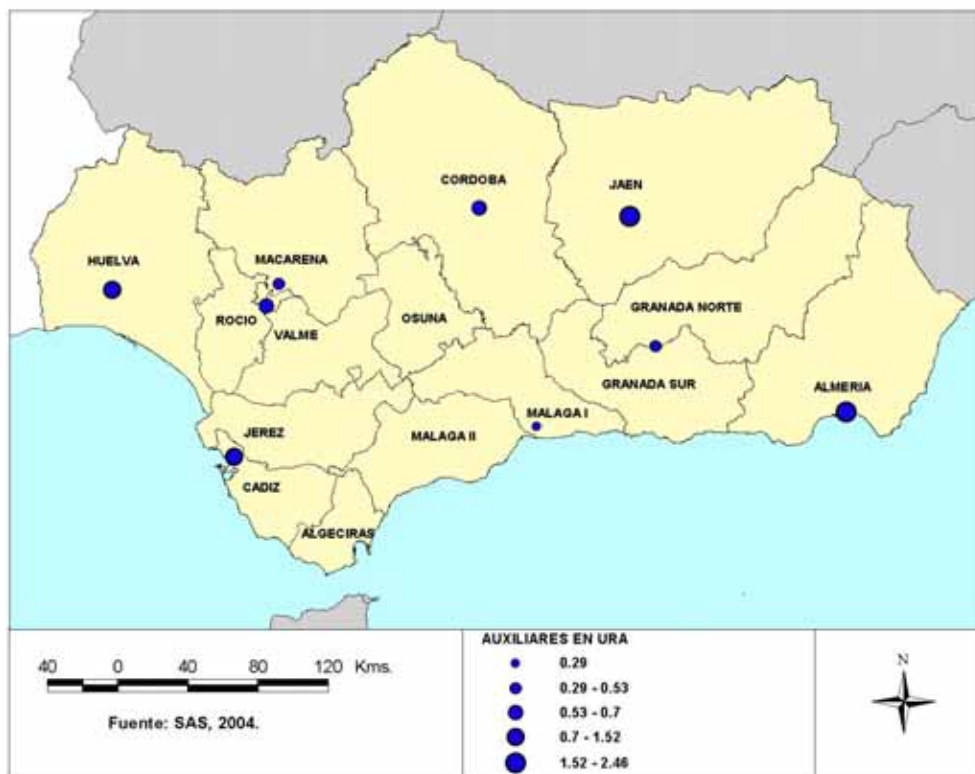 CORDOBA
JAEN
HUELVA
MACARENA
ROCIO
VALME
OSUNA
GRANADA NORTE
GRANADA SUR
ALMERIA
MALAGA I
JEREZ
MALAGA II
CADIZ
ALGECIRAS
40 0 40 80 120 Kms.
Fuente: SAS, 2004.
AUXILIARES EN URA
0.29
0.29 - 0.53
0.53 - 0.7
0.7 - 1.52
1.52 - 2.46
N